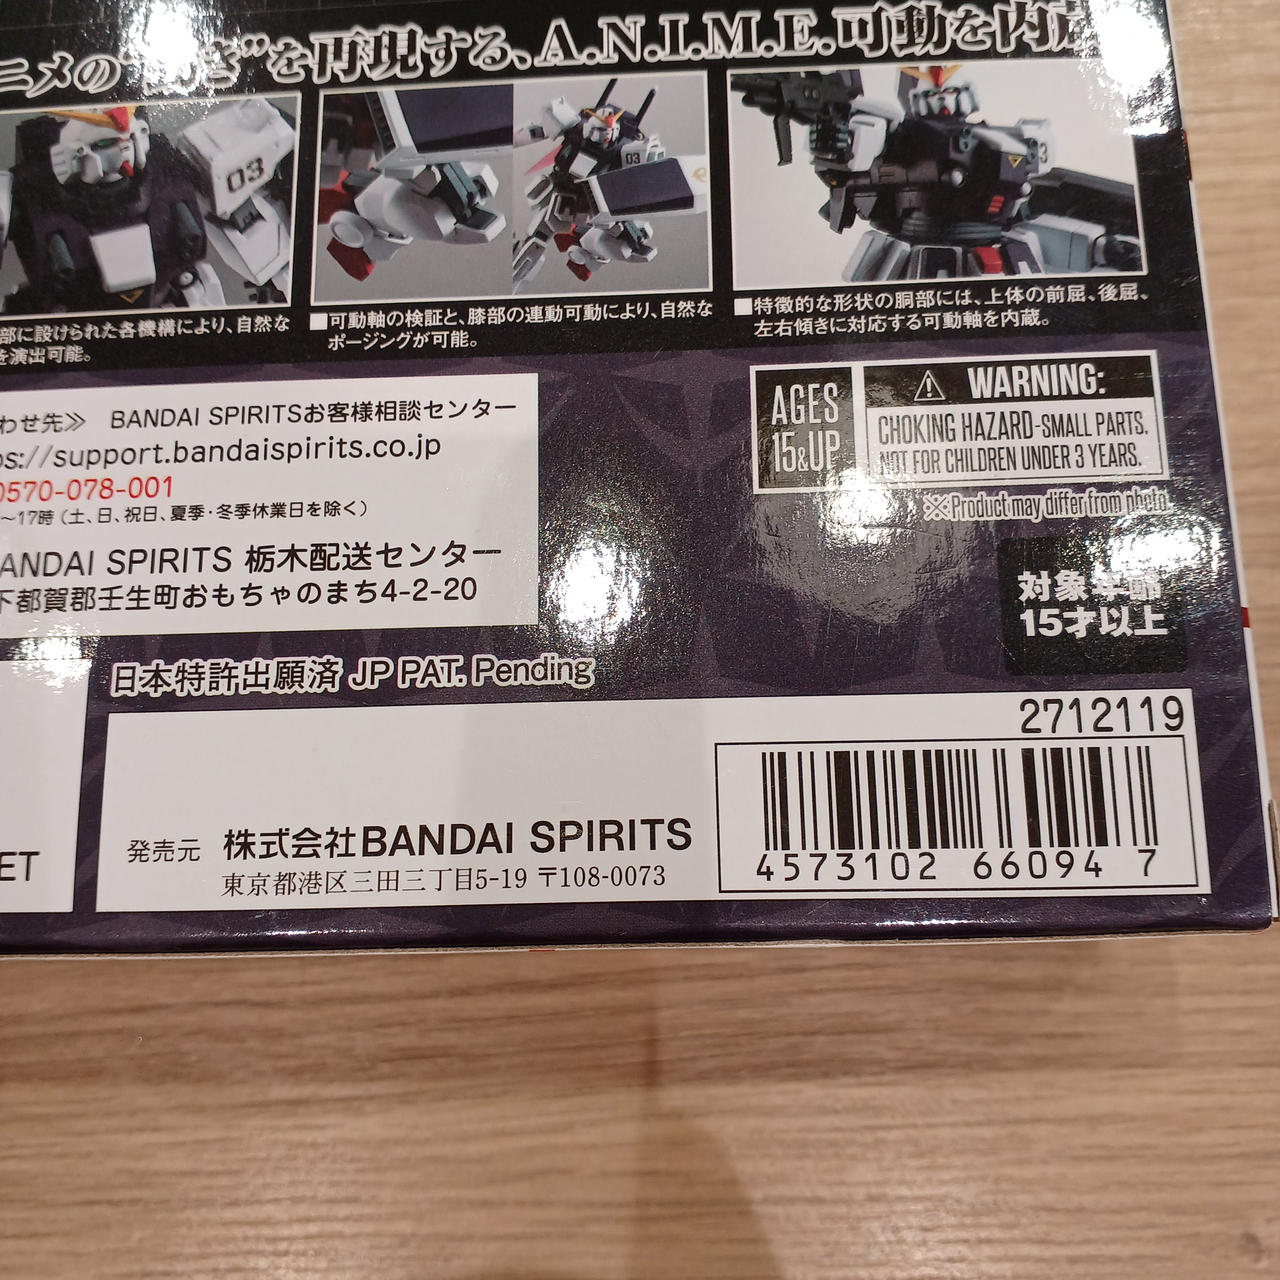 ニメの“動き”を再現する、A.N.I.M.E.可動を内蔵
03
03
3
部に設けられた各機構により、自然な
を演出可能。
■可動軸の検証と、膝部の連動可動により、自然な
ポージングが可能。
■特徴的な形状の胴部には、上体の前屈、後屈、
左右傾きに対応する可動軸を内蔵。
わせ先≫ BANDAI SPIRITSお客様相談センター
ps://support.bandaispirits.co.jp
0570-078-001
～17時（土、日、祝日、夏季・冬季休業日を除く）
ANDAI SPIRITS 栃木配送センター
下都賀郡壬生町おもちゃのまち4-2-20
AGES
15&UP
⚠ WARNING:
CHOKING HAZARD-SMALL PARTS.
NOT FOR CHILDREN UNDER 3 YEARS.
※Product may differ from photo.
対象年齢
15才以上
日本特許出願済 JP PAT. Pending
2712119
ET
発売元 株式会社BANDAI SPIRITS
東京都港区三田三丁目5-19 〒108-0073
4573102 66094 7